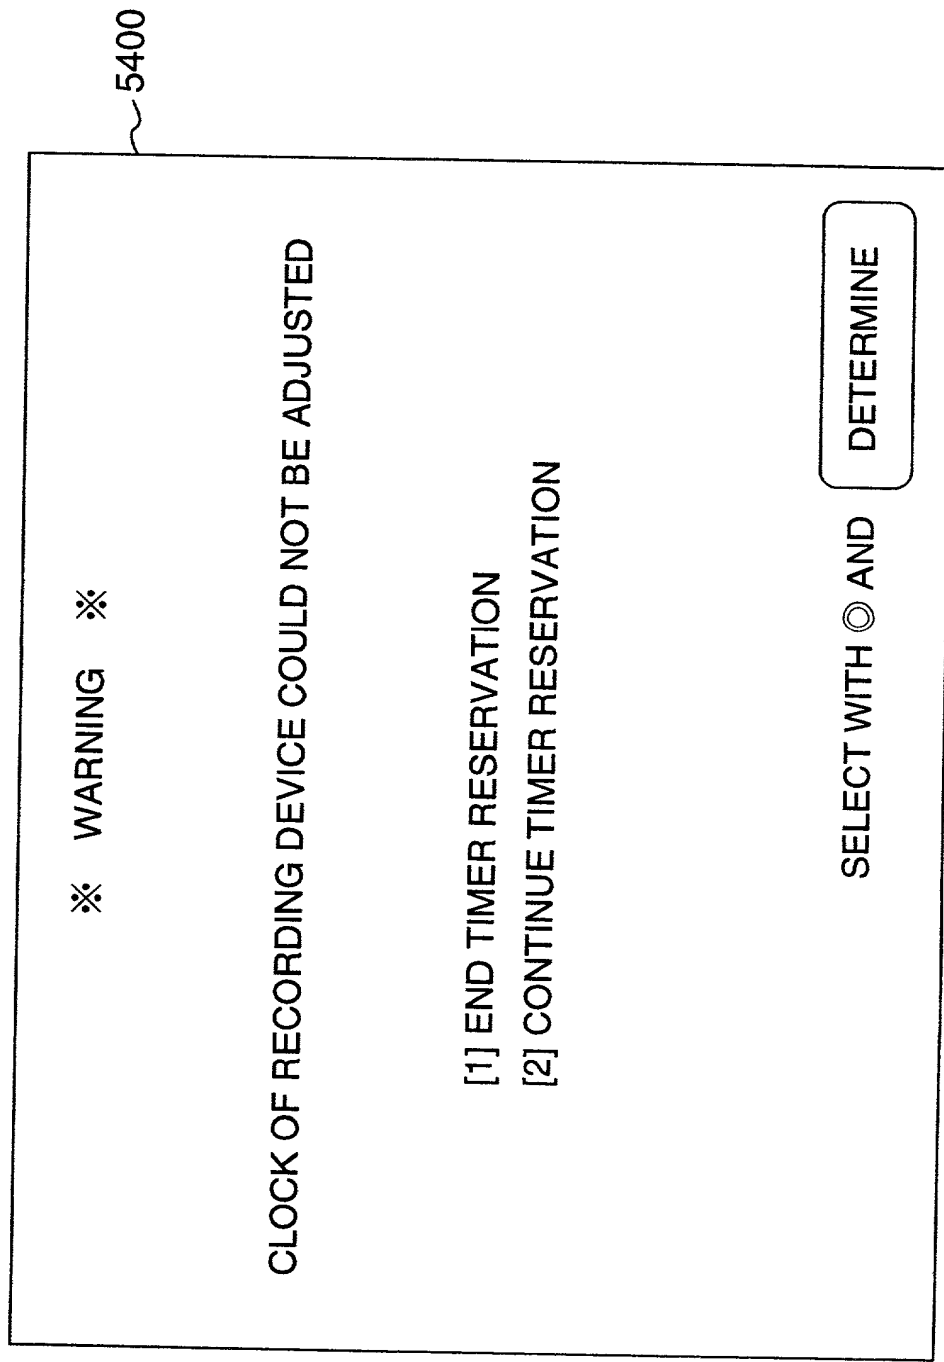 5400
※ WARNING ※
CLOCK OF RECORDING DEVICE COULD NOT BE ADJUSTED
[1] END TIMER RESERVATION
[2] CONTINUE TIMER RESERVATION
SELECT WITH ◎ AND DETERMINE